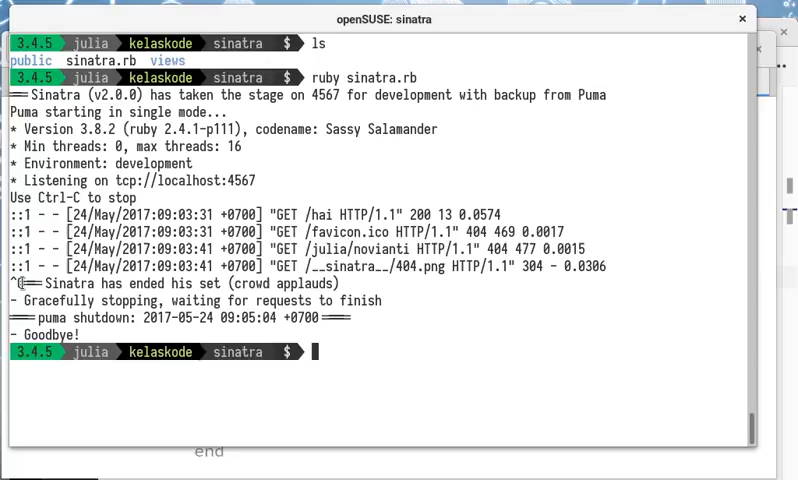 openSUSE: sinatra ×
3.4.5 julia kelaskode sinatra $ ls
public sinatra.rb views
3.4.5 julia kelaskode sinatra $ ruby sinatra.rb
══ Sinatra (v2.0.0) has taken the stage on 4567 for development with backup from Puma
Puma starting in single mode...
* Version 3.8.2 (ruby 2.4.1-p111), codename: Sassy Salamander
* Min threads: 0, max threads: 16
* Environment: development
* Listening on tcp://localhost:4567
Use Ctrl-C to stop
::1 - - [24/May/2017:09:03:31 +0700] "GET /hai HTTP/1.1" 200 13 0.0574
::1 - - [24/May/2017:09:03:31 +0700] "GET /favicon.ico HTTP/1.1" 404 469 0.0017
::1 - - [24/May/2017:09:03:41 +0700] "GET /julia/novianti HTTP/1.1" 404 477 0.0015
::1 - - [24/May/2017:09:03:41 +0700] "GET /__sinatra__/404.png HTTP/1.1" 304 - 0.0306
^C══ Sinatra has ended his set (crowd applauds)
- Gracefully stopping, waiting for requests to finish
═══ puma shutdown: 2017-05-24 09:05:04 +0700 ═══
- Goodbye!
3.4.5 julia kelaskode sinatra $
end